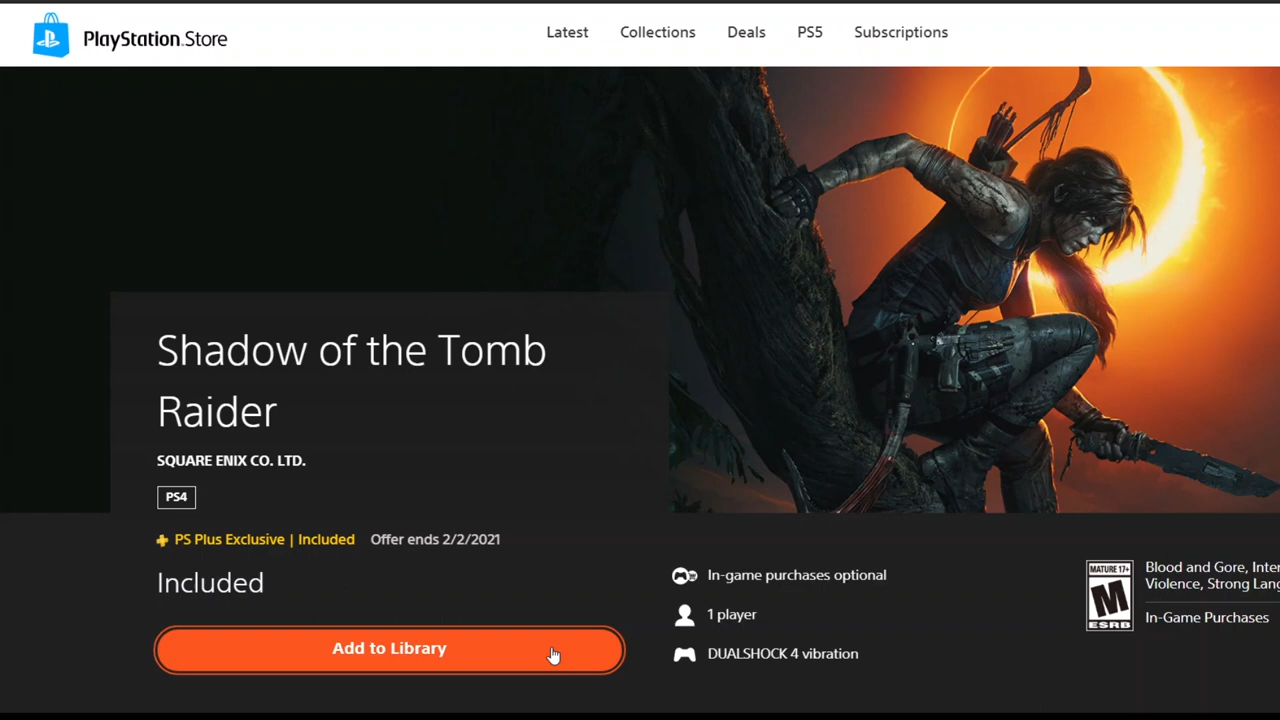 PlayStation Store
Latest Collections Deals PS5 Subscriptions
Shadow of the Tomb
Raider
SQUARE ENIX CO. LTD.
PS4
PS Plus Exclusive | Included Offer ends 2/2/2021
Included
Add to Library
In-game purchases optional
1 player
DUALSHOCK 4 vibration
MATURE 17+
M
ESRB
Blood and Gore, Inte
Violence, Strong Lan
In-Game Purchases